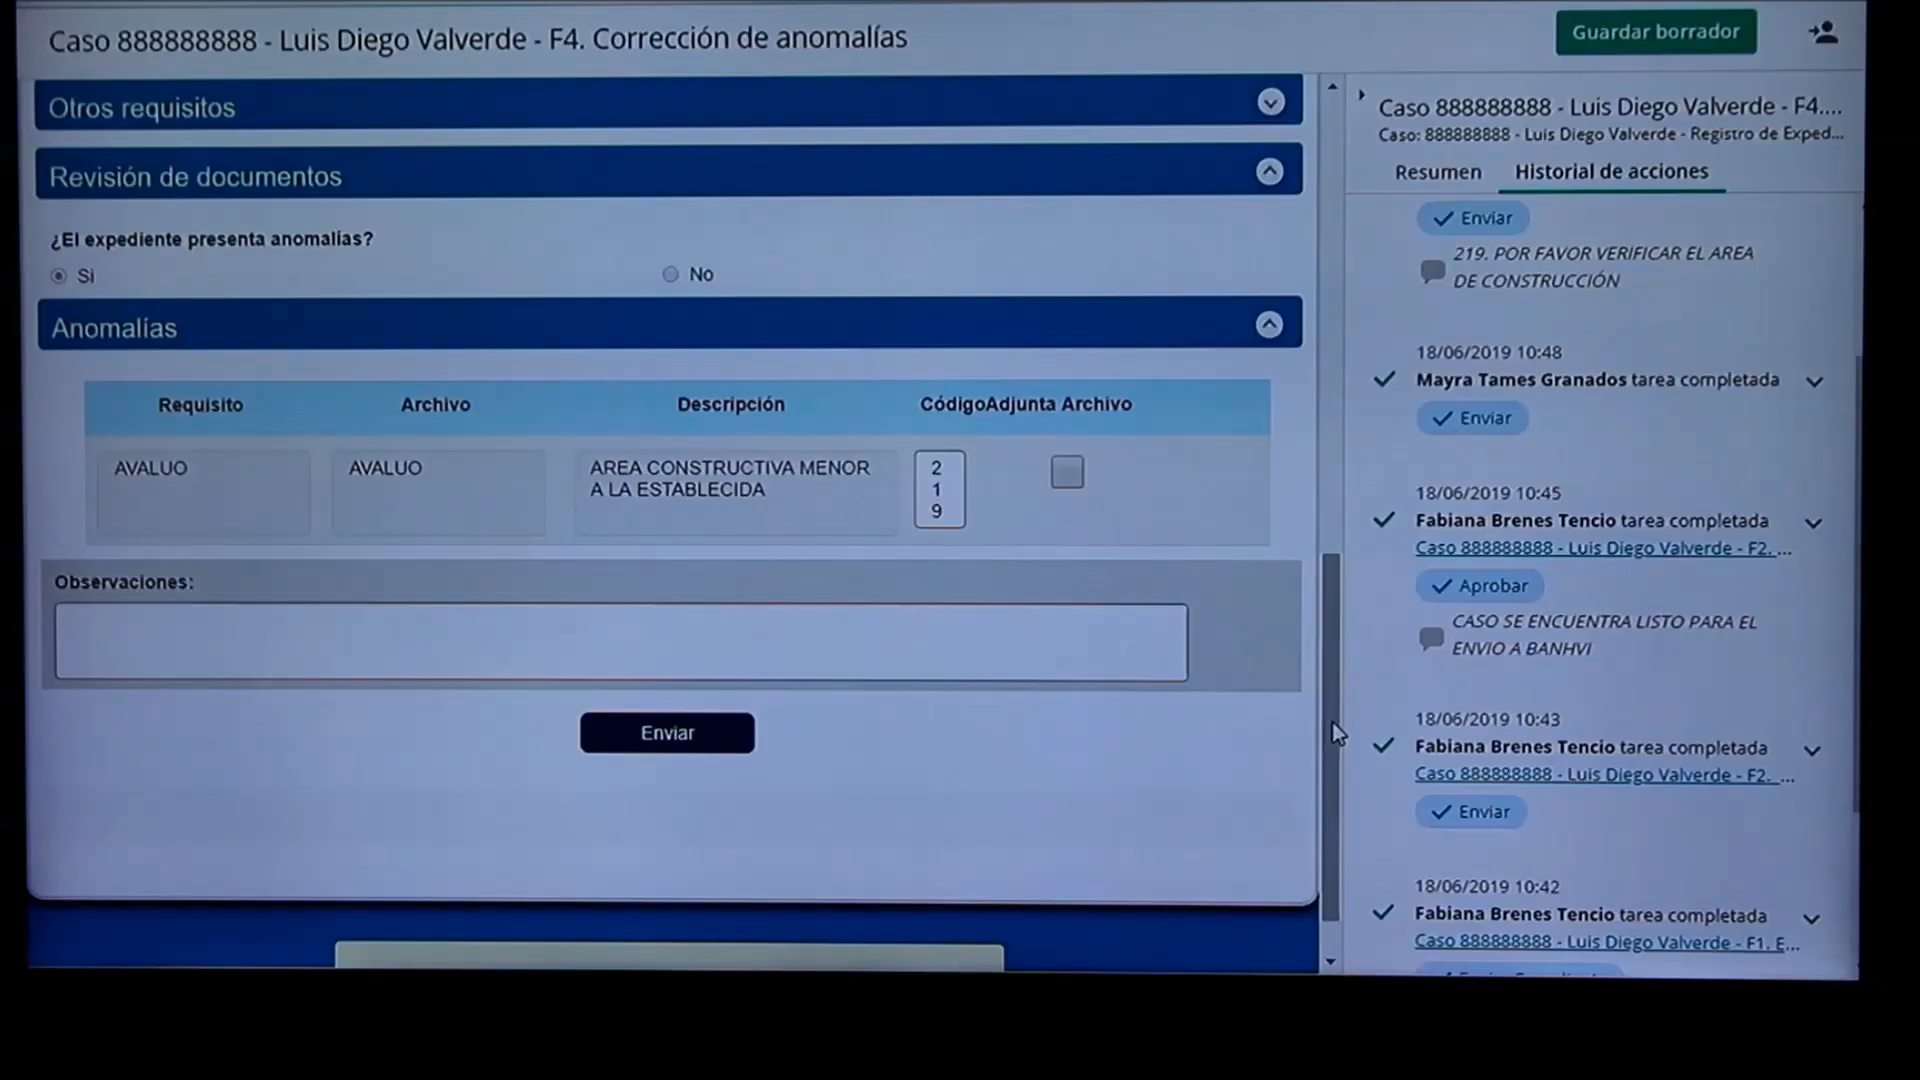 Caso 888888888 - Luis Diego Valverde - F4. Corrección de anomalías
Guardar borrador
Otros requisitos
Revisión de documentos
¿El expediente presenta anomalías?
Si
No
Anomalías
Requisito
Archivo
Descripción
Código
Adjunta Archivo
AVALUO
AVALUO
AREA CONSTRUCTIVA MENOR
A LA ESTABLECIDA
2
1
9
Observaciones:
Enviar
Caso 888888888 - Luis Diego Valverde - F4....
Caso: 888888888 - Luis Diego Valverde - Registro de Exped...
Resumen
Historial de acciones
Enviar
219. POR FAVOR VERIFICAR EL AREA
DE CONSTRUCCIÓN
18/06/2019 10:48
Mayra Tames Granados tarea completada
Enviar
18/06/2019 10:45
Fabiana Brenes Tencio tarea completada
Caso 888888888 - Luis Diego Valverde - F2. ...
Aprobar
CASO SE ENCUENTRA LISTO PARA EL
ENVIO A BANHVI
18/06/2019 10:43
Fabiana Brenes Tencio tarea completada
Caso 888888888 - Luis Diego Valverde - F2. ...
Enviar
18/06/2019 10:42
Fabiana Brenes Tencio tarea completada
Caso 888888888 - Luis Diego Valverde - F1. E...